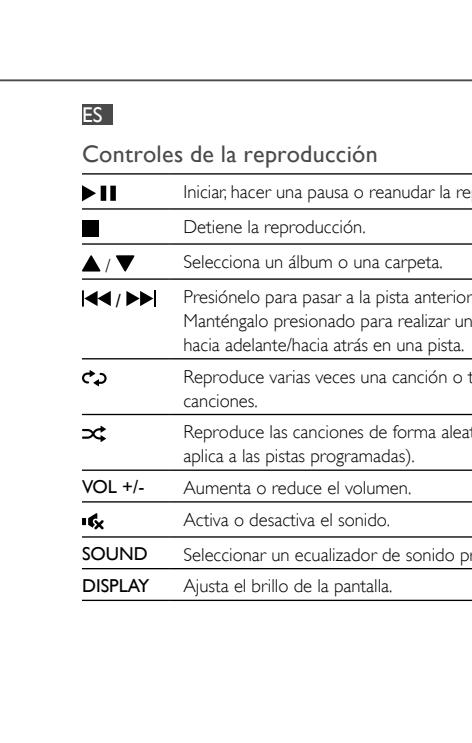 ES
Controles de la reproducción
▶❚❚ Iniciar, hacer una pausa o reanudar la
■ Detiene la reproducción.
▲ / ▼ Selecciona un álbum o una carpeta.
|◀◀ / ▶▶| Presiónelo para pasar a la pista anterior
Manténgalo presionado para realizar un
hacia adelante/hacia atrás en una pista.
Reproduce varias veces una canción o
canciones.
Reproduce las canciones de forma
aplica a las pistas programadas).
VOL +/- Aumenta o reduce el volumen.
Activa o desactiva el sonido.
SOUND Seleccionar un ecualizador de sonido
DISPLAY Ajusta el brillo de la pantalla.